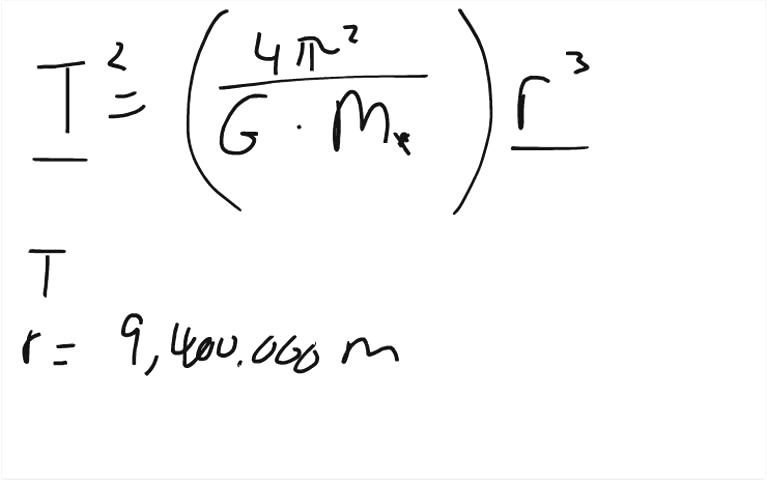 T² = (4π² / G · M*) r³
T
r = 9,400.000 m